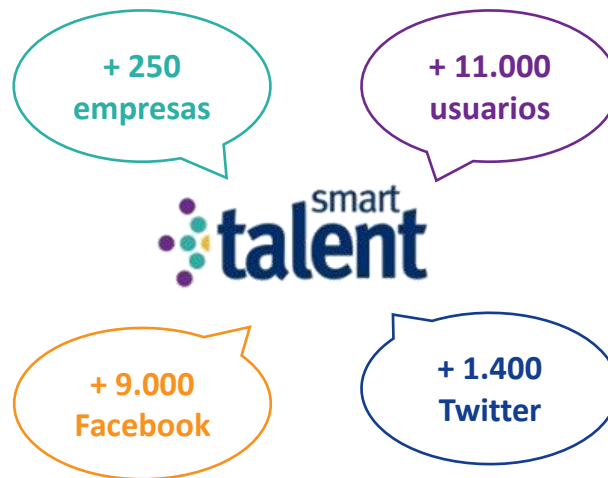 + 250
empresas
+ 11.000
usuarios
smart
talent
+ 9.000
Facebook
+ 1.400
Twitter